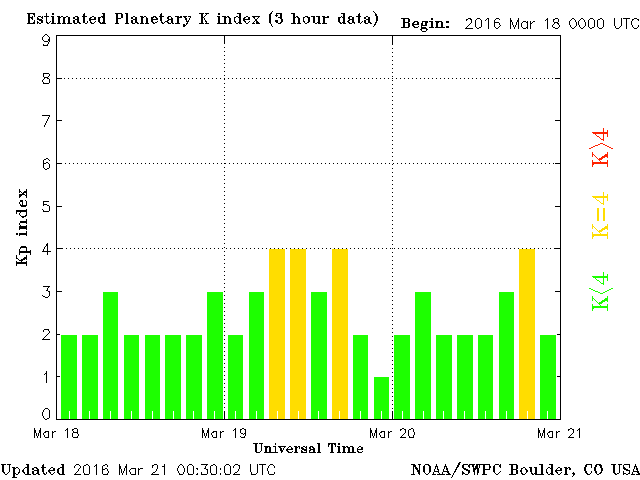 Estimated Planetary K index (3 hour data) Begin: 2016 Mar 18 0000 UTC
9
8
7
6
5
4
3
2
1
0
Kp index
K>4
K=4
K<4
Mar 18 Mar 19 Mar 20 Mar 21
Universal Time
Updated 2016 Mar 21 00:30:02 UTC NOAA/SWPC Boulder, CO USA